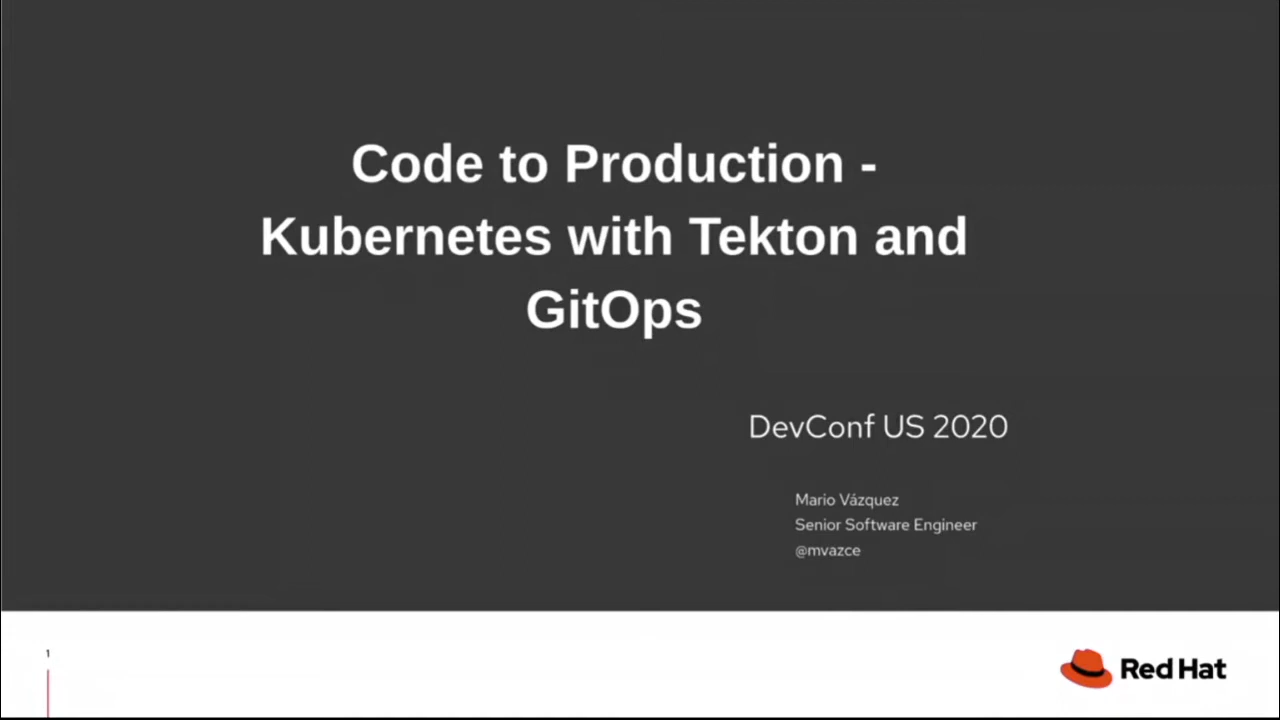 Code to Production -
Kubernetes with Tekton and
GitOps
DevConf US 2020
Mario Vázquez
Senior Software Engineer
@mvazce
1
Red Hat